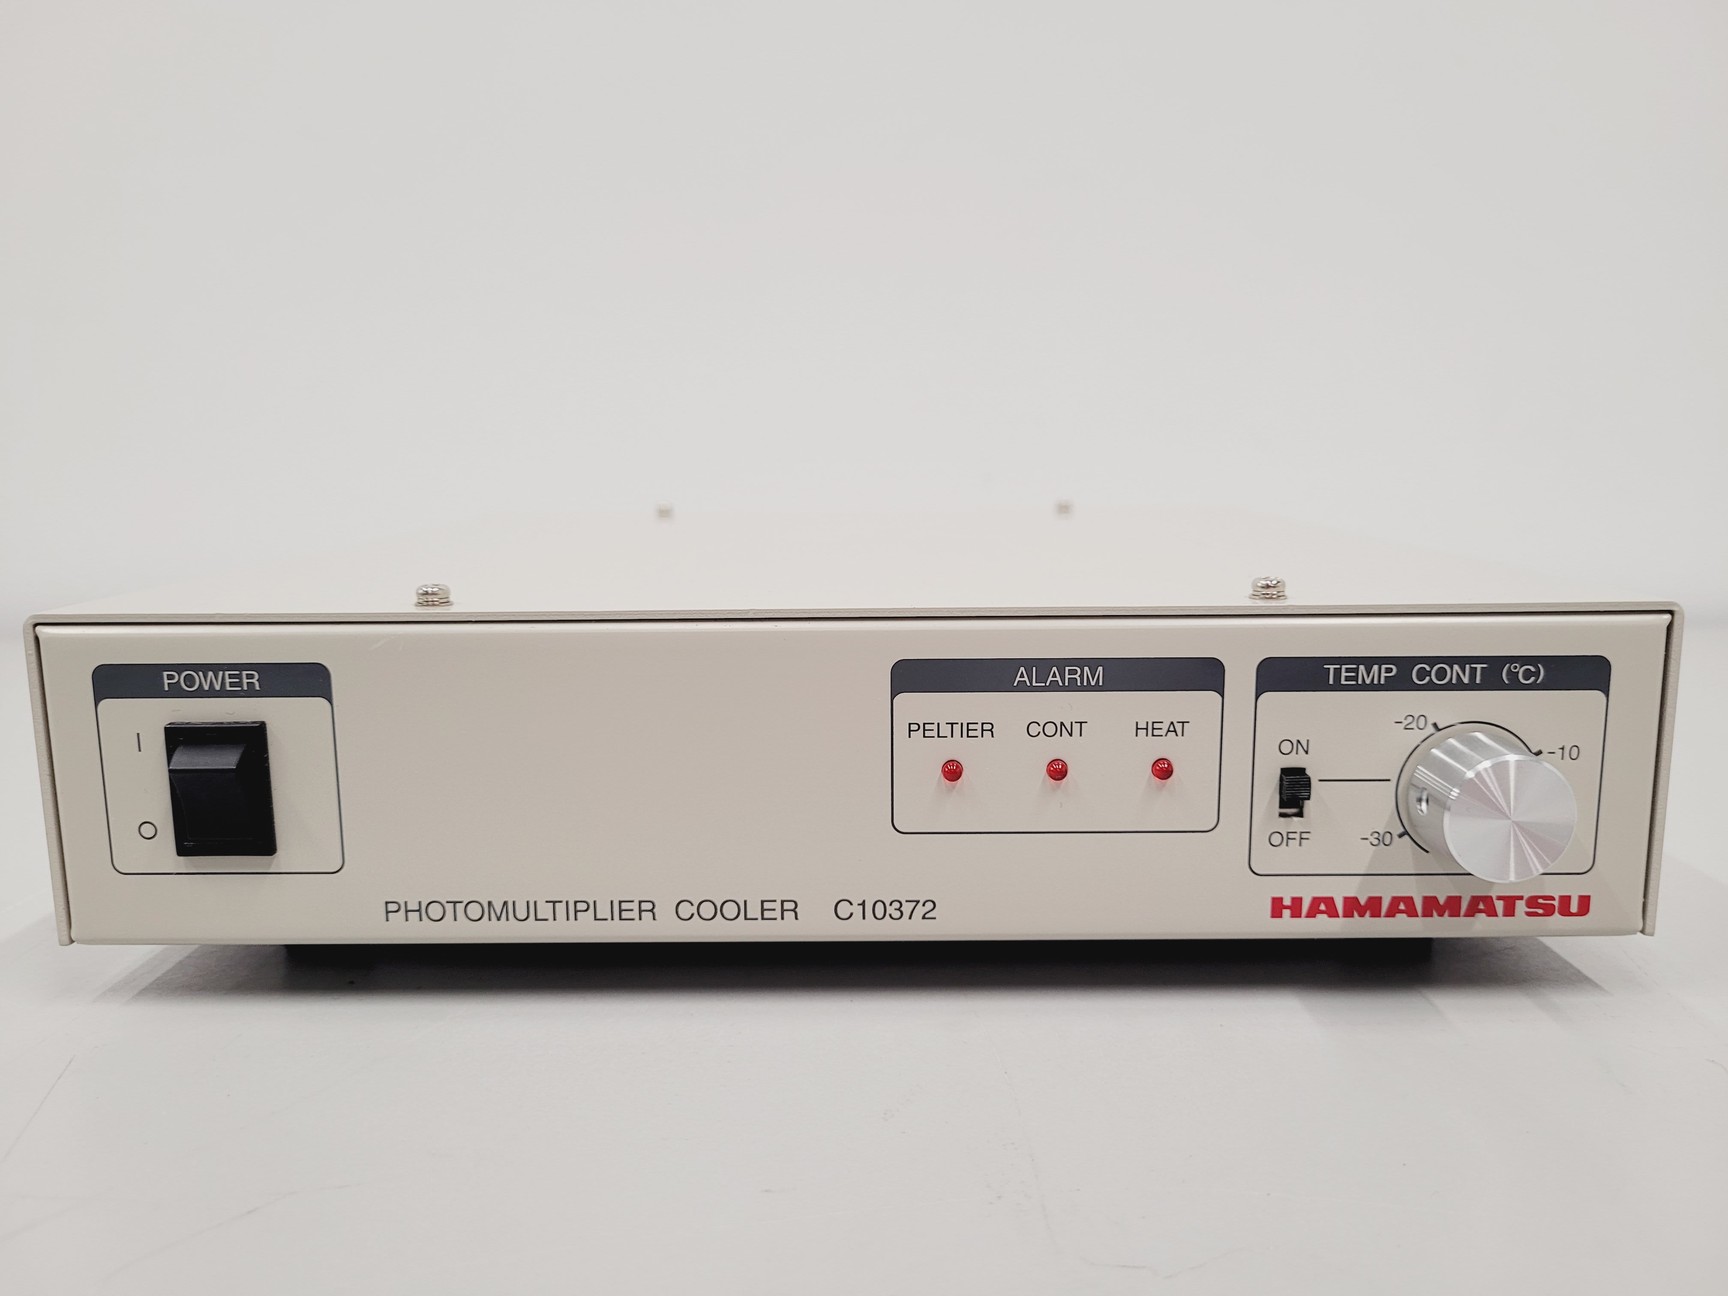 POWER
I
O
ALARM
PELTIER CONT HEAT
TEMP CONT (℃)
ON
OFF
-20
-10
-30
PHOTOMULTIPLIER COOLER C10372
HAMAMATSU